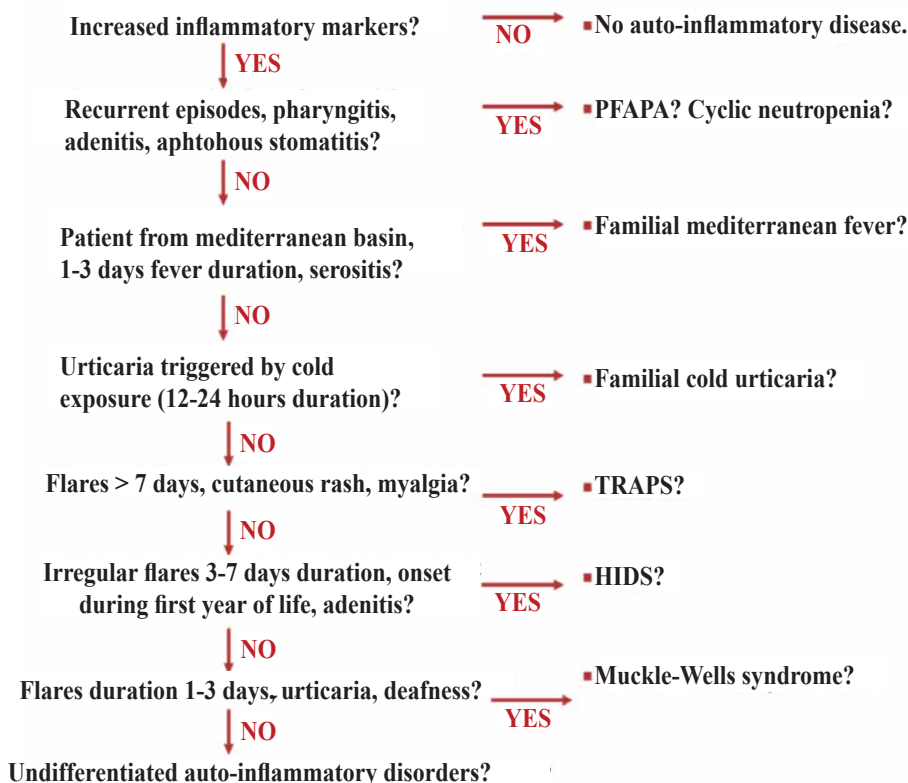 Increased inflammatory markers?
NO
No auto-inflammatory disease.
YES
Recurrent episodes, pharyngitis,
adenitis, aphtohous stomatitis?
YES
PFAPA? Cyclic neutropenia?
NO
Patient from mediterranean basin,
1-3 days fever duration, serositis?
YES
Familial mediterranean fever?
NO
Urticaria triggered by cold
exposure (12-24 hours duration)?
YES
Familial cold urticaria?
NO
Flares > 7 days, cutaneous rash, myalgia?
YES
TRAPS?
NO
Irregular flares 3-7 days duration, onset
during first year of life, adenitis?
YES
HIDS?
NO
Flares duration 1-3 days, urticaria, deafness?
YES
Muckle-Wells syndrome?
NO
Undifferentiated auto-inflammatory disorders?